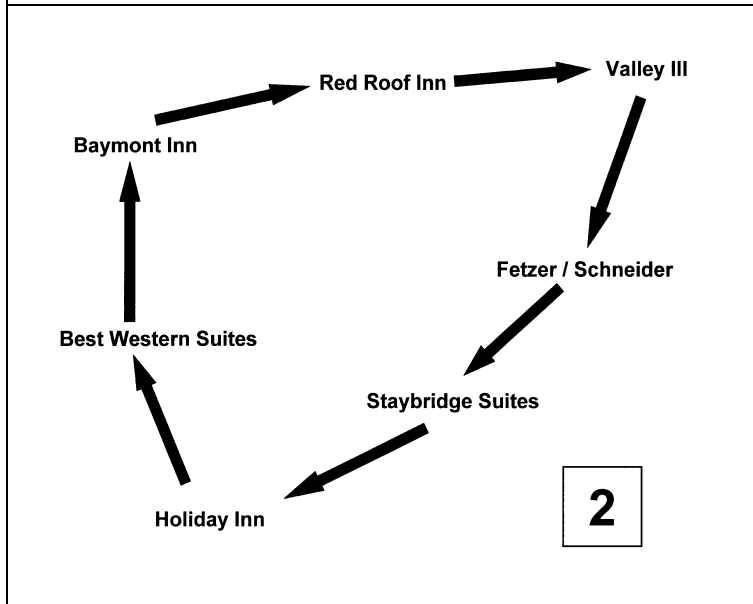 Red Roof Inn
Valley III
Baymont Inn
Fetzer / Schneider
Best Western Suites
Staybridge Suites
2
Holiday Inn